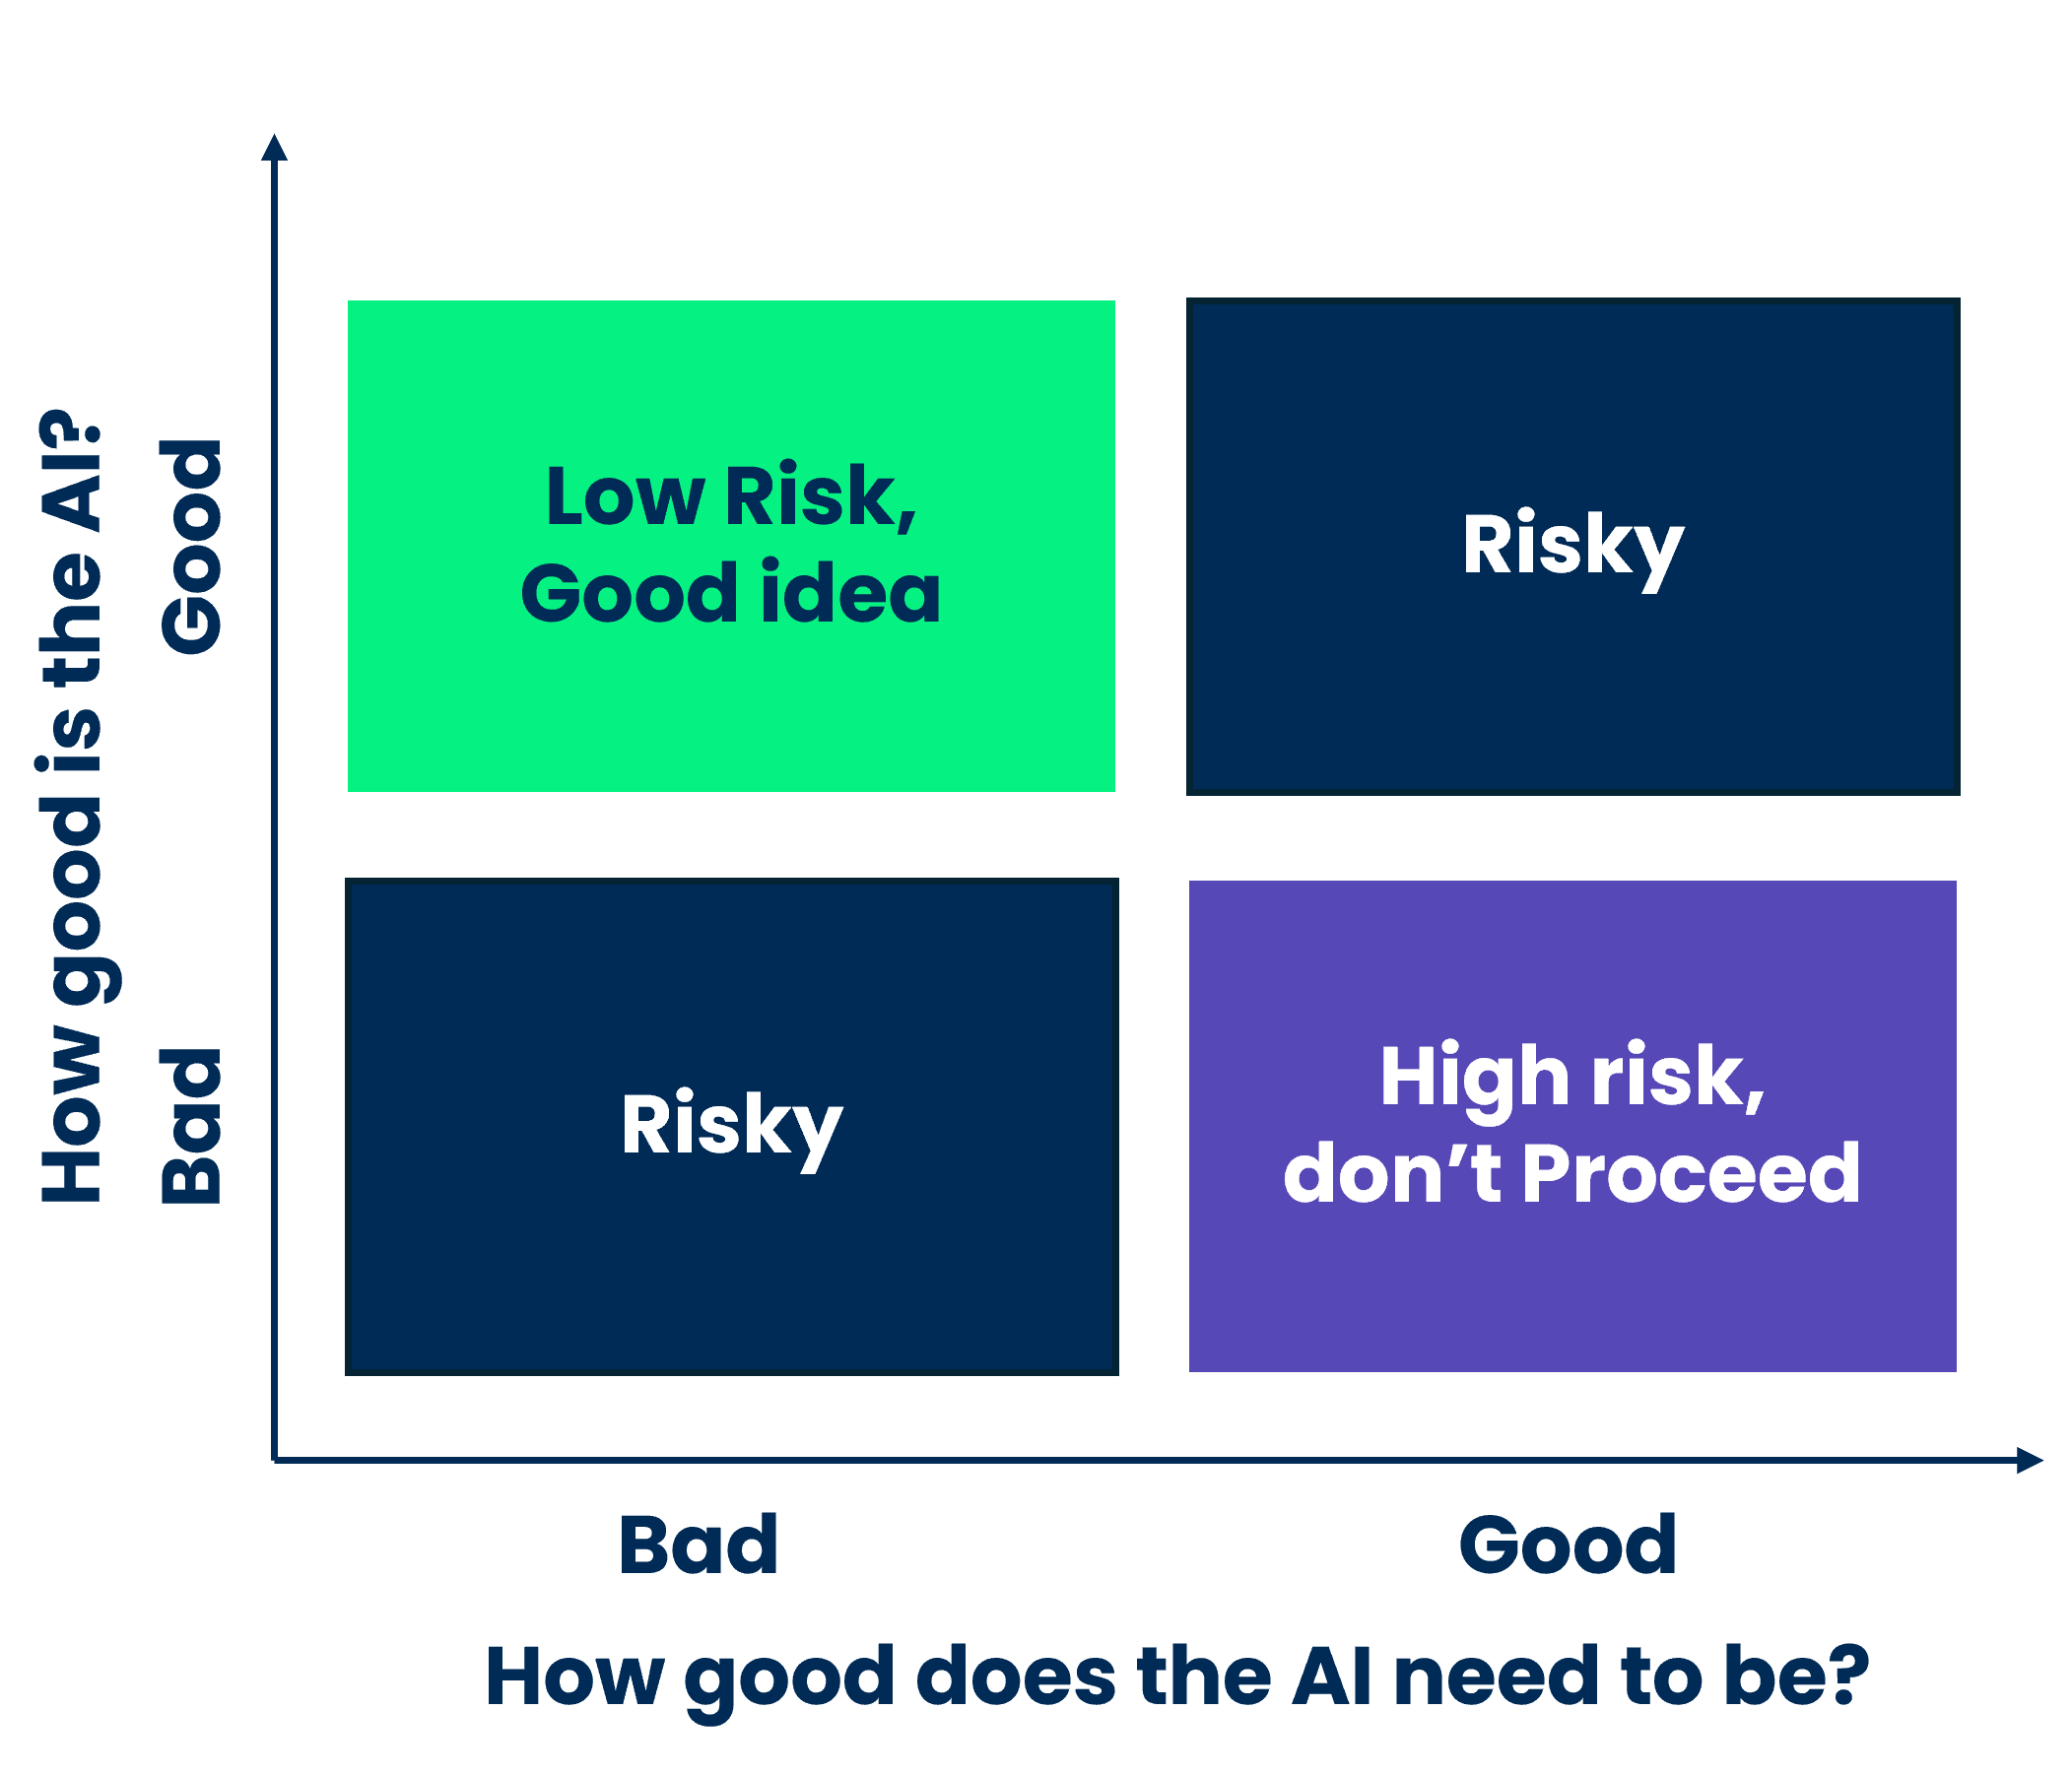 How good is the AI?
Good
Bad
Low Risk,
Good idea
Risky
Risky
High risk,
don't Proceed
Bad
Good
How good does the AI need to be?